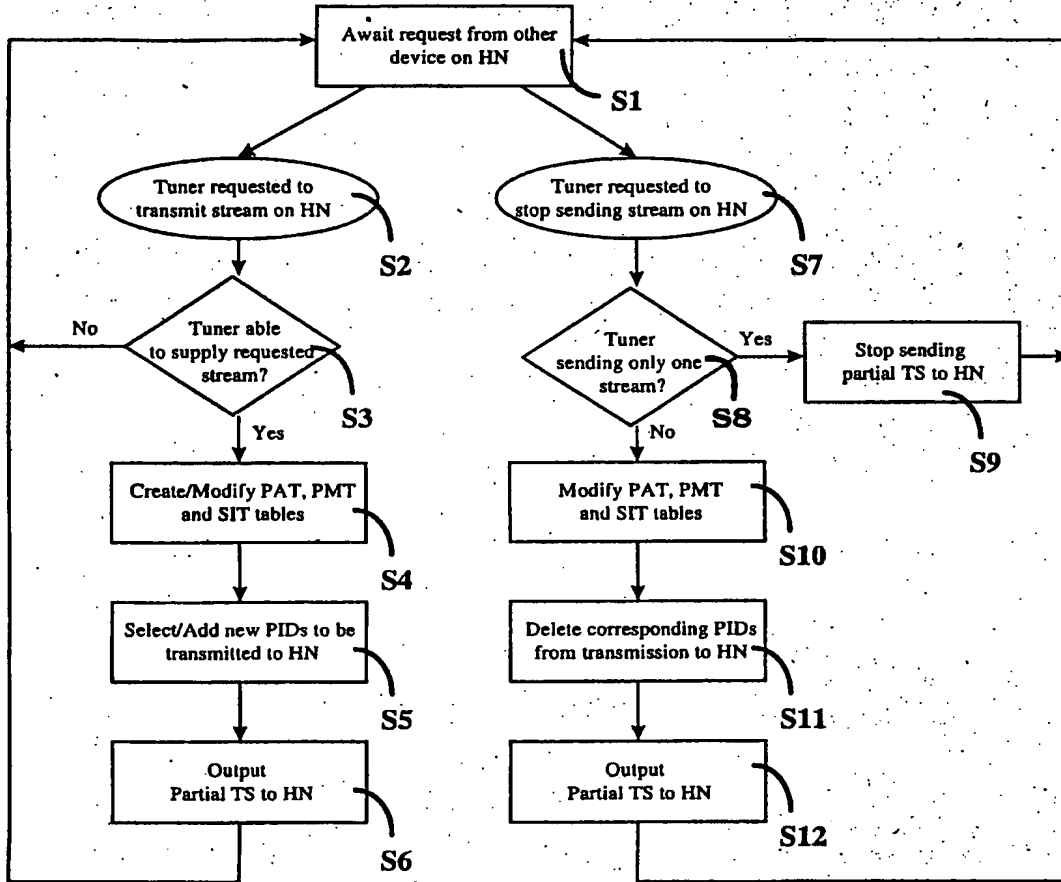 Await request from other
device on HN
S1
Tuner requested to
transmit stream on HN
S2
Tuner requested to
stop sending stream on HN
S7
No
Tuner able
to supply requested
stream?
S3
Yes
Tuner
sending only one
stream?
S8
Yes
No
Stop sending
partial TS to HN
S9
Create/Modify PAT, PMT
and SIT tables
S4
Modify PAT, PMT
and SIT tables
S10
Select/Add new PIDs to be
transmitted to HN
S5
Delete corresponding PIDs
from transmission to HN
S11
Output
Partial TS to HN
S6
Output
Partial TS to HN
S12